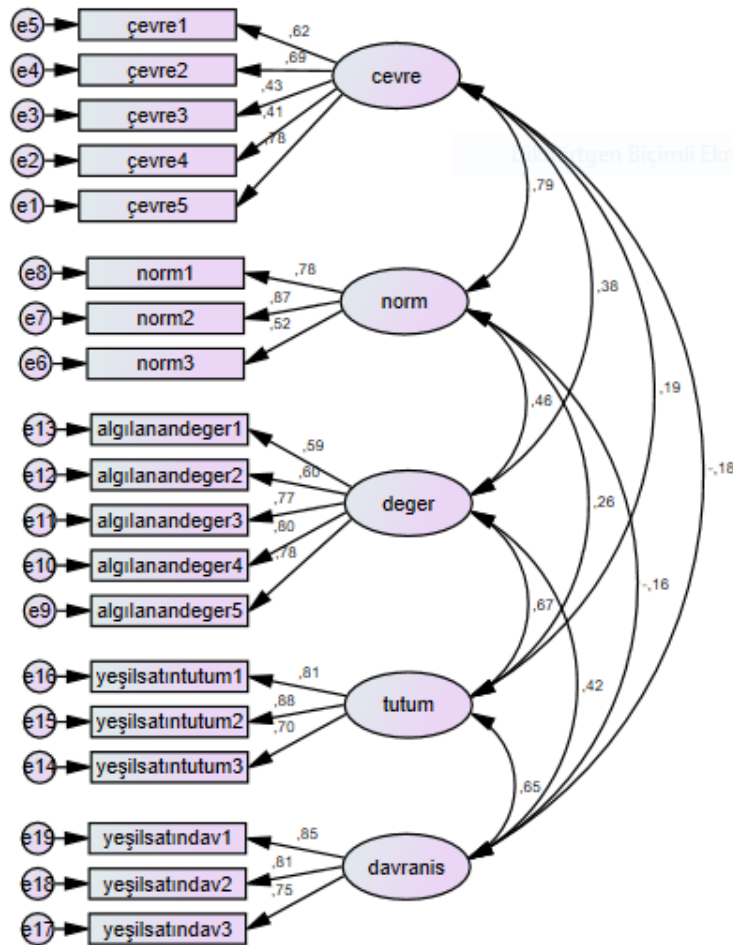 e5 çevre1 ,62
e4 çevre2 ,69 cevre
e3 çevre3 ,43
e2 çevre4 ,41
e1 çevre5 ,78
Biçimli
,79
e8 norm1 ,78
e7 norm2 ,87 norm ,38
e6 norm3 ,52
,46 ,19
e13 algılanandeger1 ,59
e12 algılanandeger2 ,60 -,18
e11 algılanandeger3 ,77 deger ,26
e10 algılanandeger4 ,80
e9 algılanandeger5 ,78 ,67 -,16
e16 yeşilsatıntutum1 ,81
e15 yeşilsatıntutum2 tutum ,42
e14 yeşilsatıntutum3 ,70
,65
e19 yeşilsatındav1 ,85
e18 yeşilsatındav2 ,81 davranis
e17 yeşilsatındav3 ,75